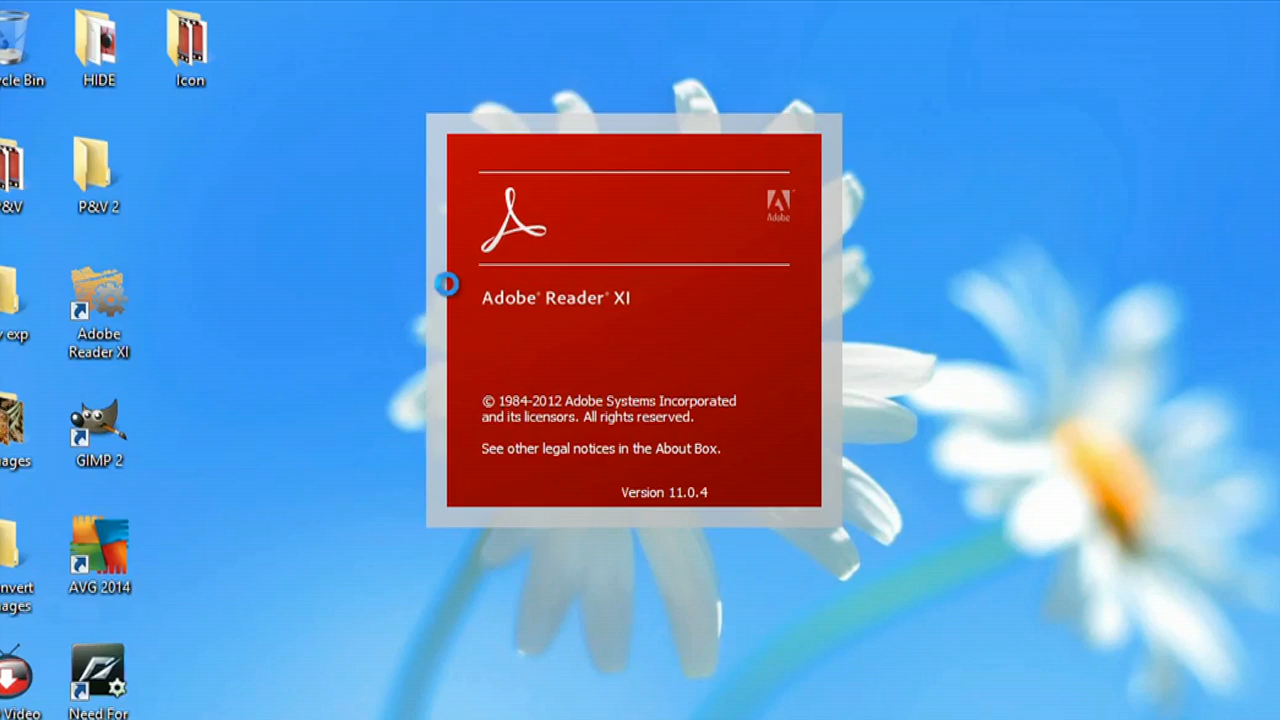 cle Bin
HIDE
Icon
&V
P&V 2
exp
Adobe
Reader XI
ages
GIMP 2
nvert
ages
AVG 2014
Video
Need For
Adobe
Adobe® Reader® XI
© 1984-2012 Adobe Systems Incorporated
and its licensors. All rights reserved.
See other legal notices in the About Box.
Version 11.0.4